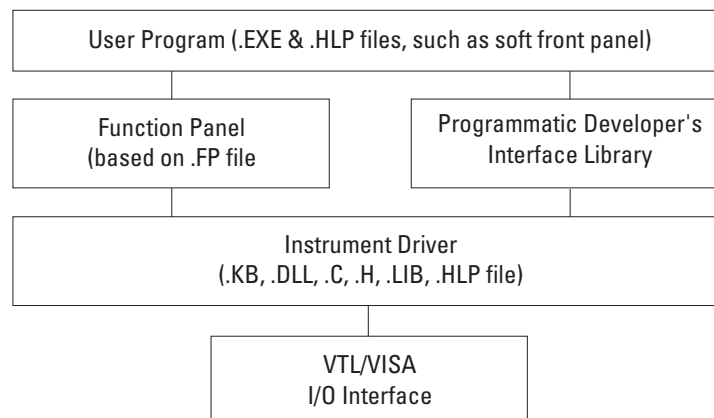 User Program (.EXE & .HLP files, such as soft front panel)
Function Panel
(based on .FP file
Programmatic Developer's
Interface Library
Instrument Driver
(.KB, .DLL, .C, .H, .LIB, .HLP file)
VTL/VISA
I/O Interface